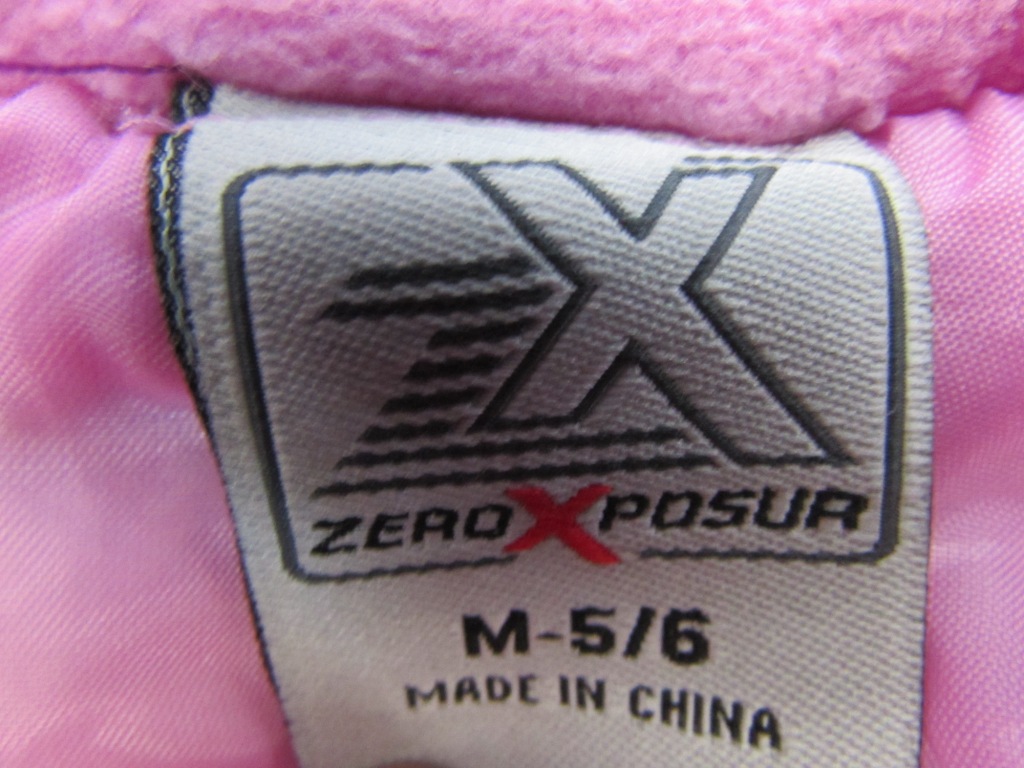 ZX
ZEROXPOSUR
M-5/6
MADE IN CHINA